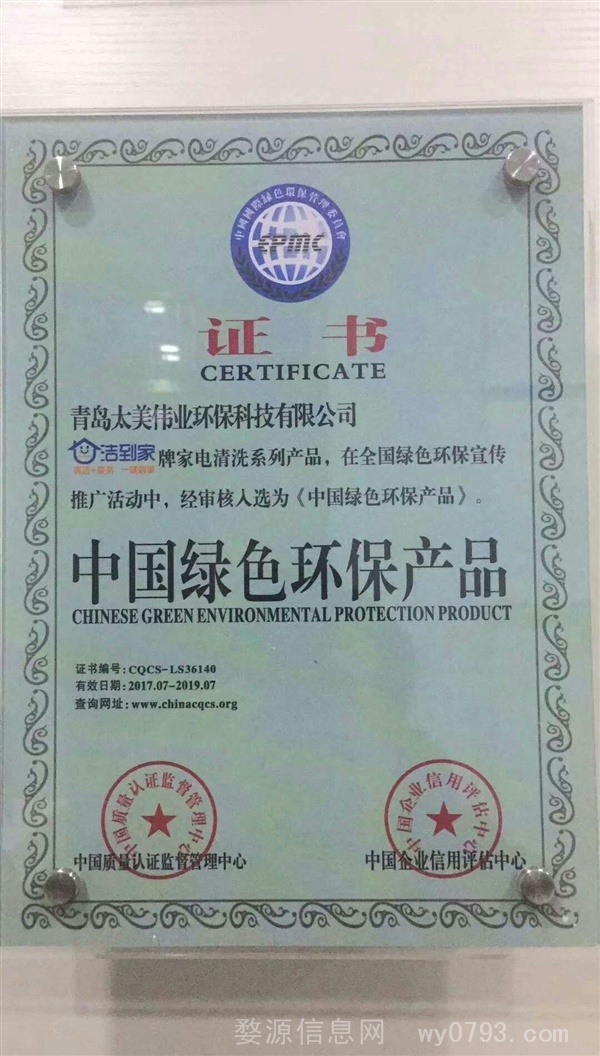 中国国际绿色環保管理委員會
EPMC
证书
CERTIFICATE
青岛太美伟业环保科技有限公司
洁到家牌家电清洗系列产品，在全国绿色环保宣传
推广活动中，经审核入选为《中国绿色环保产品》。
中国绿色环保产品
CHINESE GREEN ENVIRONMENTAL PROTECTION PRODUCT
证书编号：CQCS-LS36140
有效日期：2017.07-2019.07
查询网址：www.chinacqcs.org
中国质量认证监督管理中心
中国质量认证监督管理中心
中国企业信用评估中心
中国企业信用评估中心
婺源信息网 wy0793.com